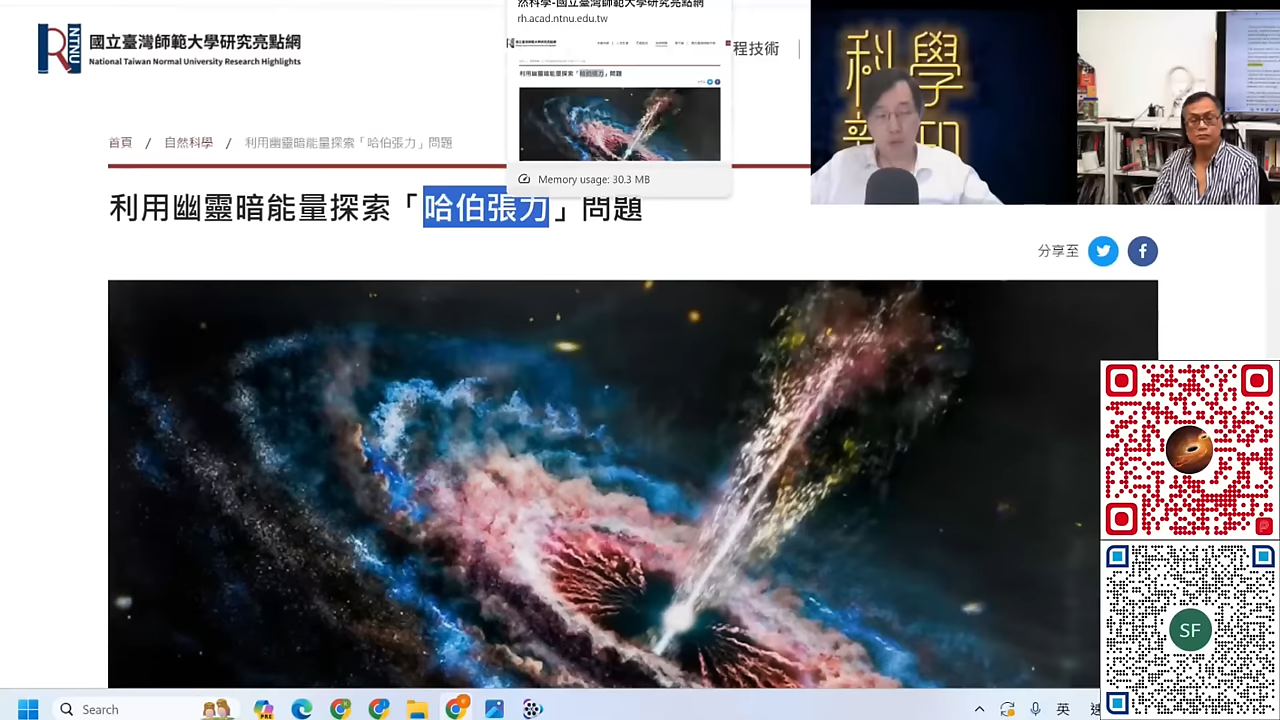 然科學-國立臺灣師範大學研究亮點網
rh.acad.ntnu.edu.tw
NTNU
國立臺灣師範大學研究亮點網
National Taiwan Normal University Research Highlights
程技術
利用幽靈暗能量探索「哈伯張力」問題
Memory usage: 30.3 MB
首頁 / 自然科學 / 利用幽靈暗能量探索「哈伯張力」問題
利用幽靈暗能量探索「哈伯張力」問題
分享至
科學
SF
Search
PRE
英